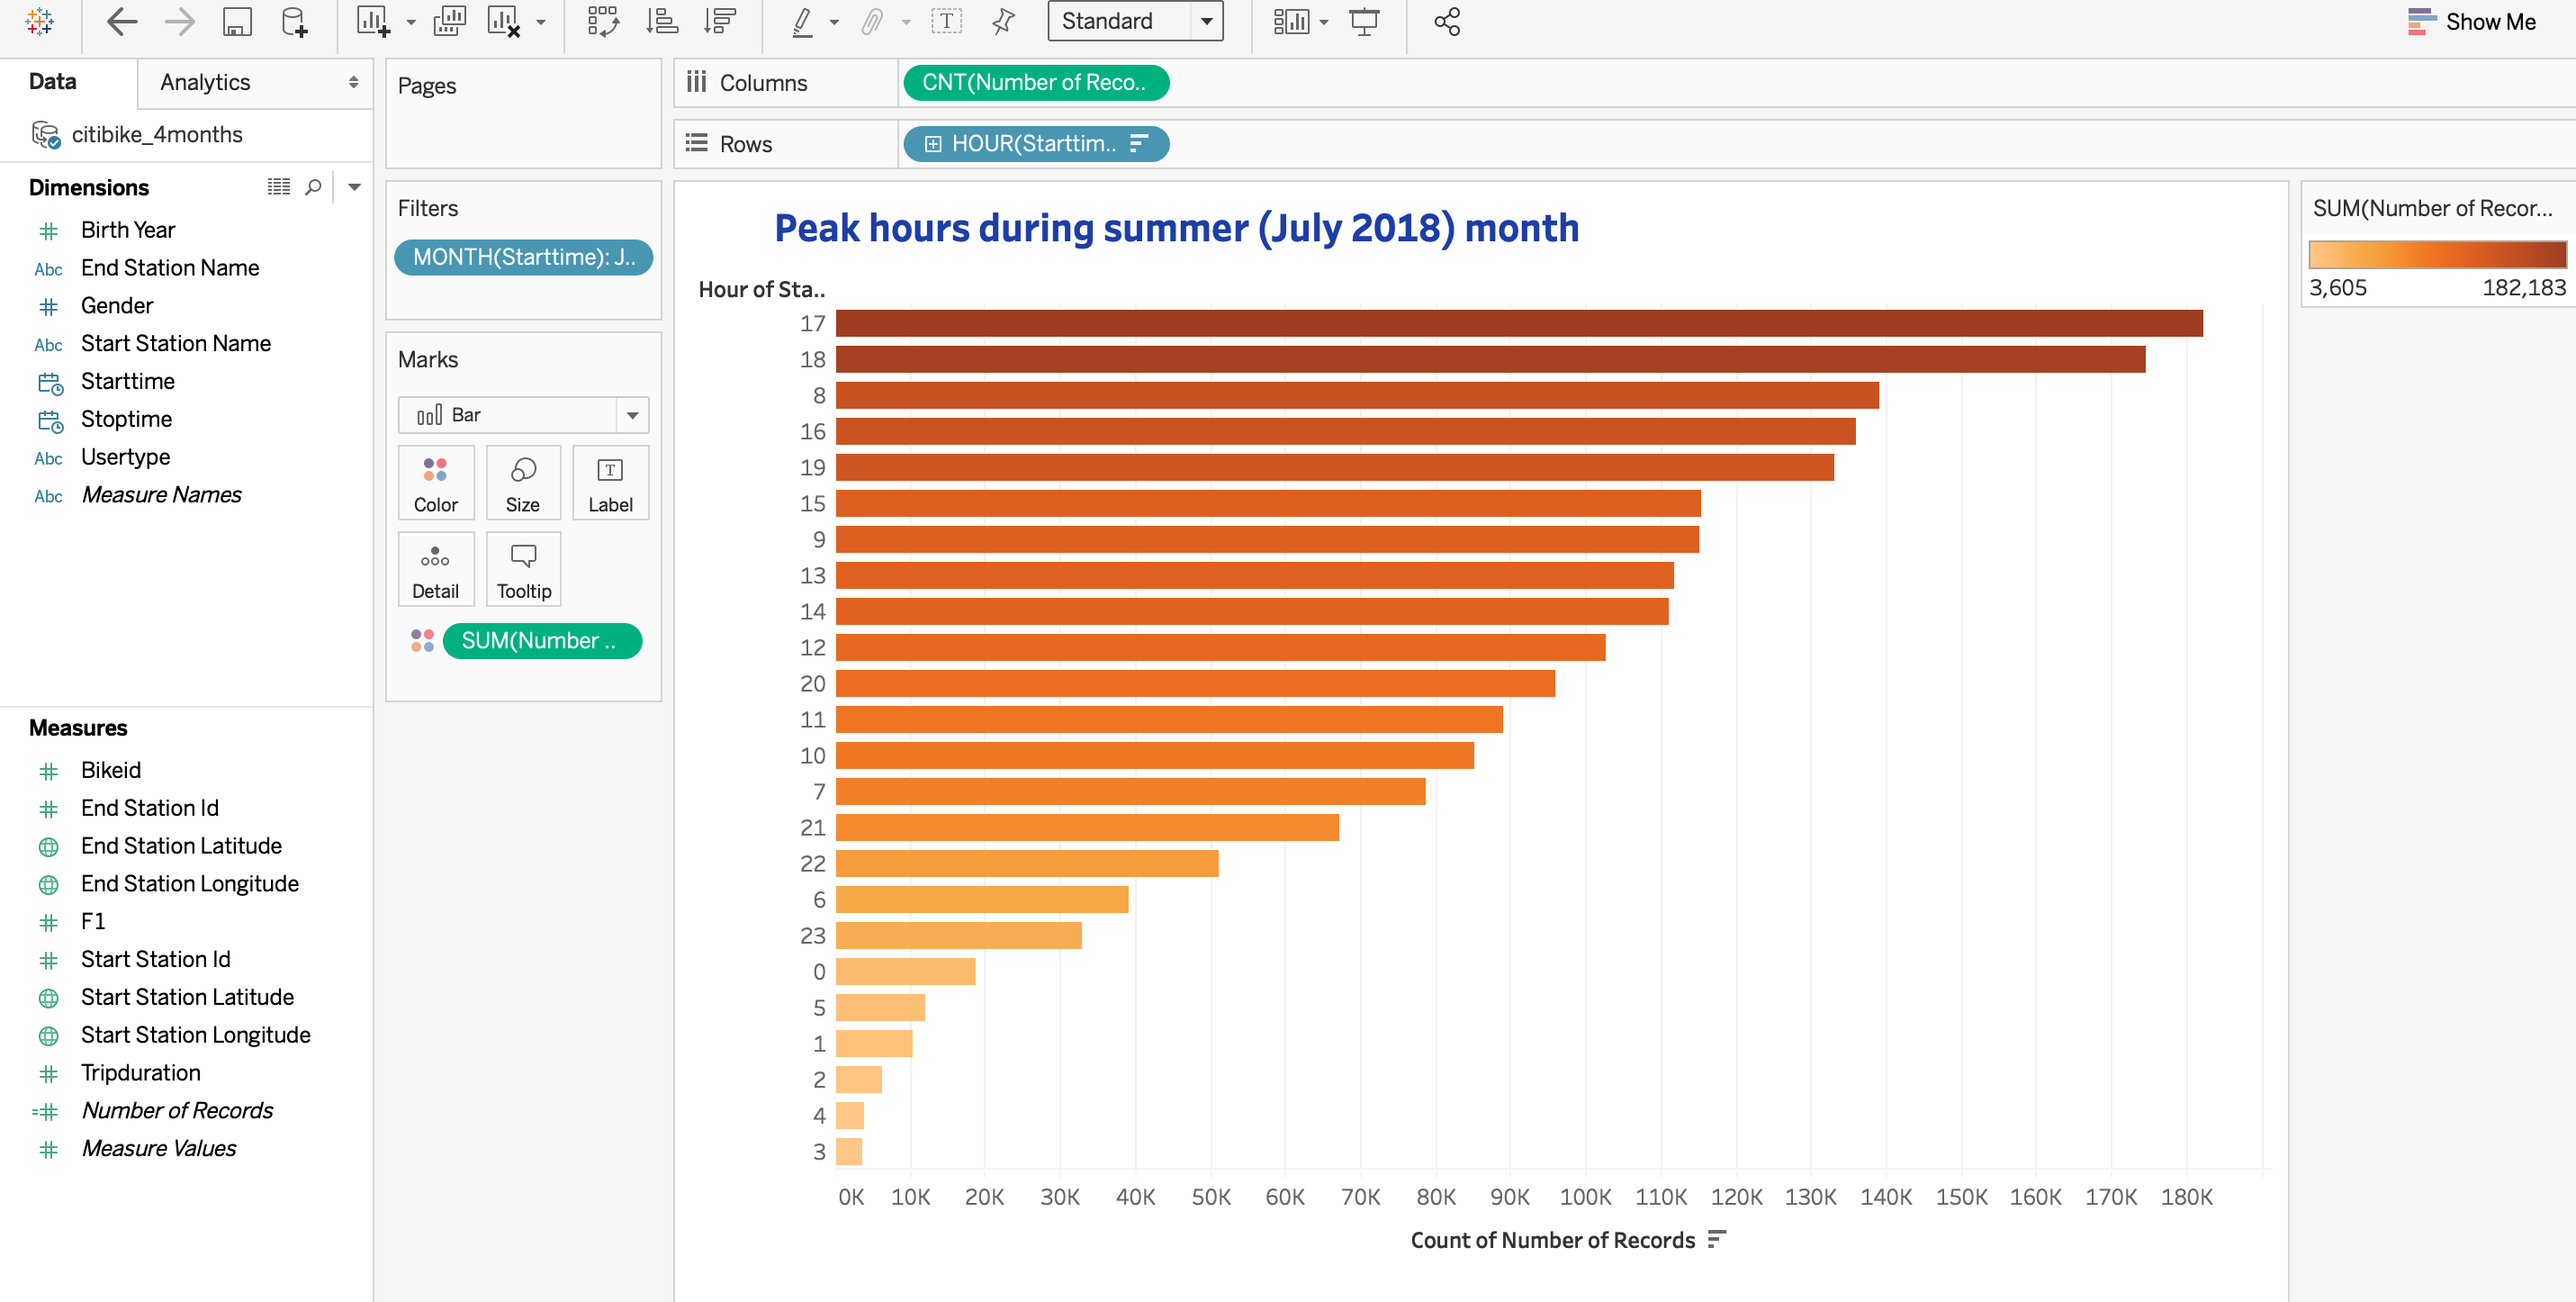 Standard
Show Me
Data
Analytics
citibike_4months
Dimensions
Birth Year
Abc End Station Name
Gender
Abc Start Station Name
Starttime
Stoptime
Abc Usertype
Abc Measure Names
Measures
Bikeid
End Station Id
End Station Latitude
End Station Longitude
F1
Start Station Id
Start Station Latitude
Start Station Longitude
Tripduration
Number of Records
Measure Values
Pages
Filters
MONTH(Starttime): J..
Marks
Bar
Color
Size
T
Label
Detail
Tooltip
SUM(Number ..
Columns
CNT(Number of Reco..
Rows
HOUR(Starttim..
Peak hours during summer (July 2018) month
Hour of Sta..
17
18
8
16
19
15
9
13
14
12
20
11
10
7
21
22
6
23
0
5
1
2
4
3
0K 10K 20K 30K 40K 50K 60K 70K 80K 90K 100K 110K 120K 130K 140K 150K 160K 170K 180K
Count of Number of Records
SUM(Number of Recor...
3,605 182,183